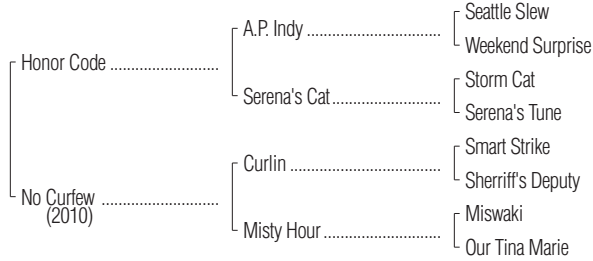 Seattle Slew
A.P. Indy ............................
Weekend Surprise
Honor Code ..........................
Storm Cat
Serena's Cat......................
Serena's Tune
Smart Strike
Curlin ................................
Sherriff's Deputy
No Curfew ...........................
(2010)
Miswaki
Misty Hour.........................
Our Tina Marie